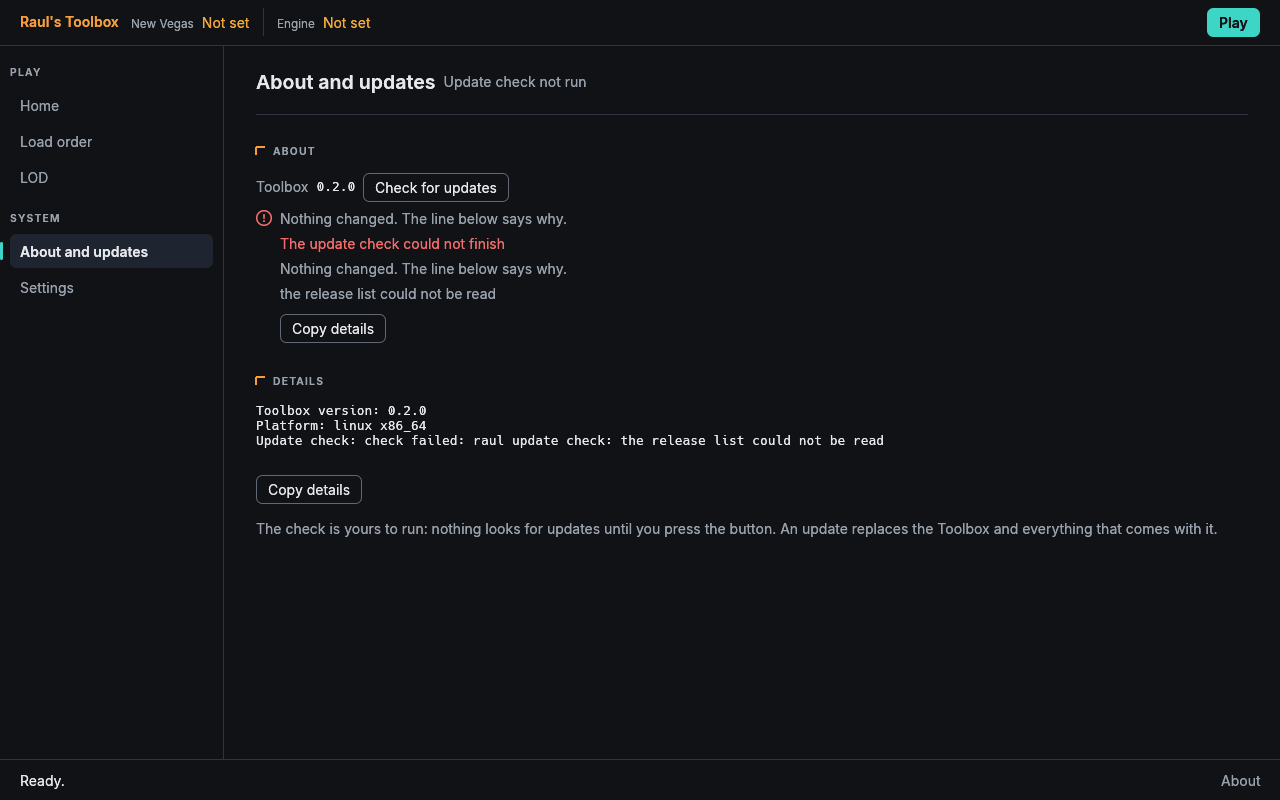 Raul's Toolbox New Vegas Not set Engine Not set Play
PLAY
Home
Load order
LOD
SYSTEM
About and updates
Settings
About and updates Update check not run
ABOUT
Toolbox 0.2.0 Check for updates
Nothing changed. The line below says why.
The update check could not finish
Nothing changed. The line below says why.
the release list could not be read
Copy details
DETAILS
Toolbox version: 0.2.0
Platform: linux x86_64
Update check: check failed: raul update check: the release list could not be read
Copy details
The check is yours to run: nothing looks for updates until you press the button. An update replaces the Toolbox and everything that comes with it.
Ready. About